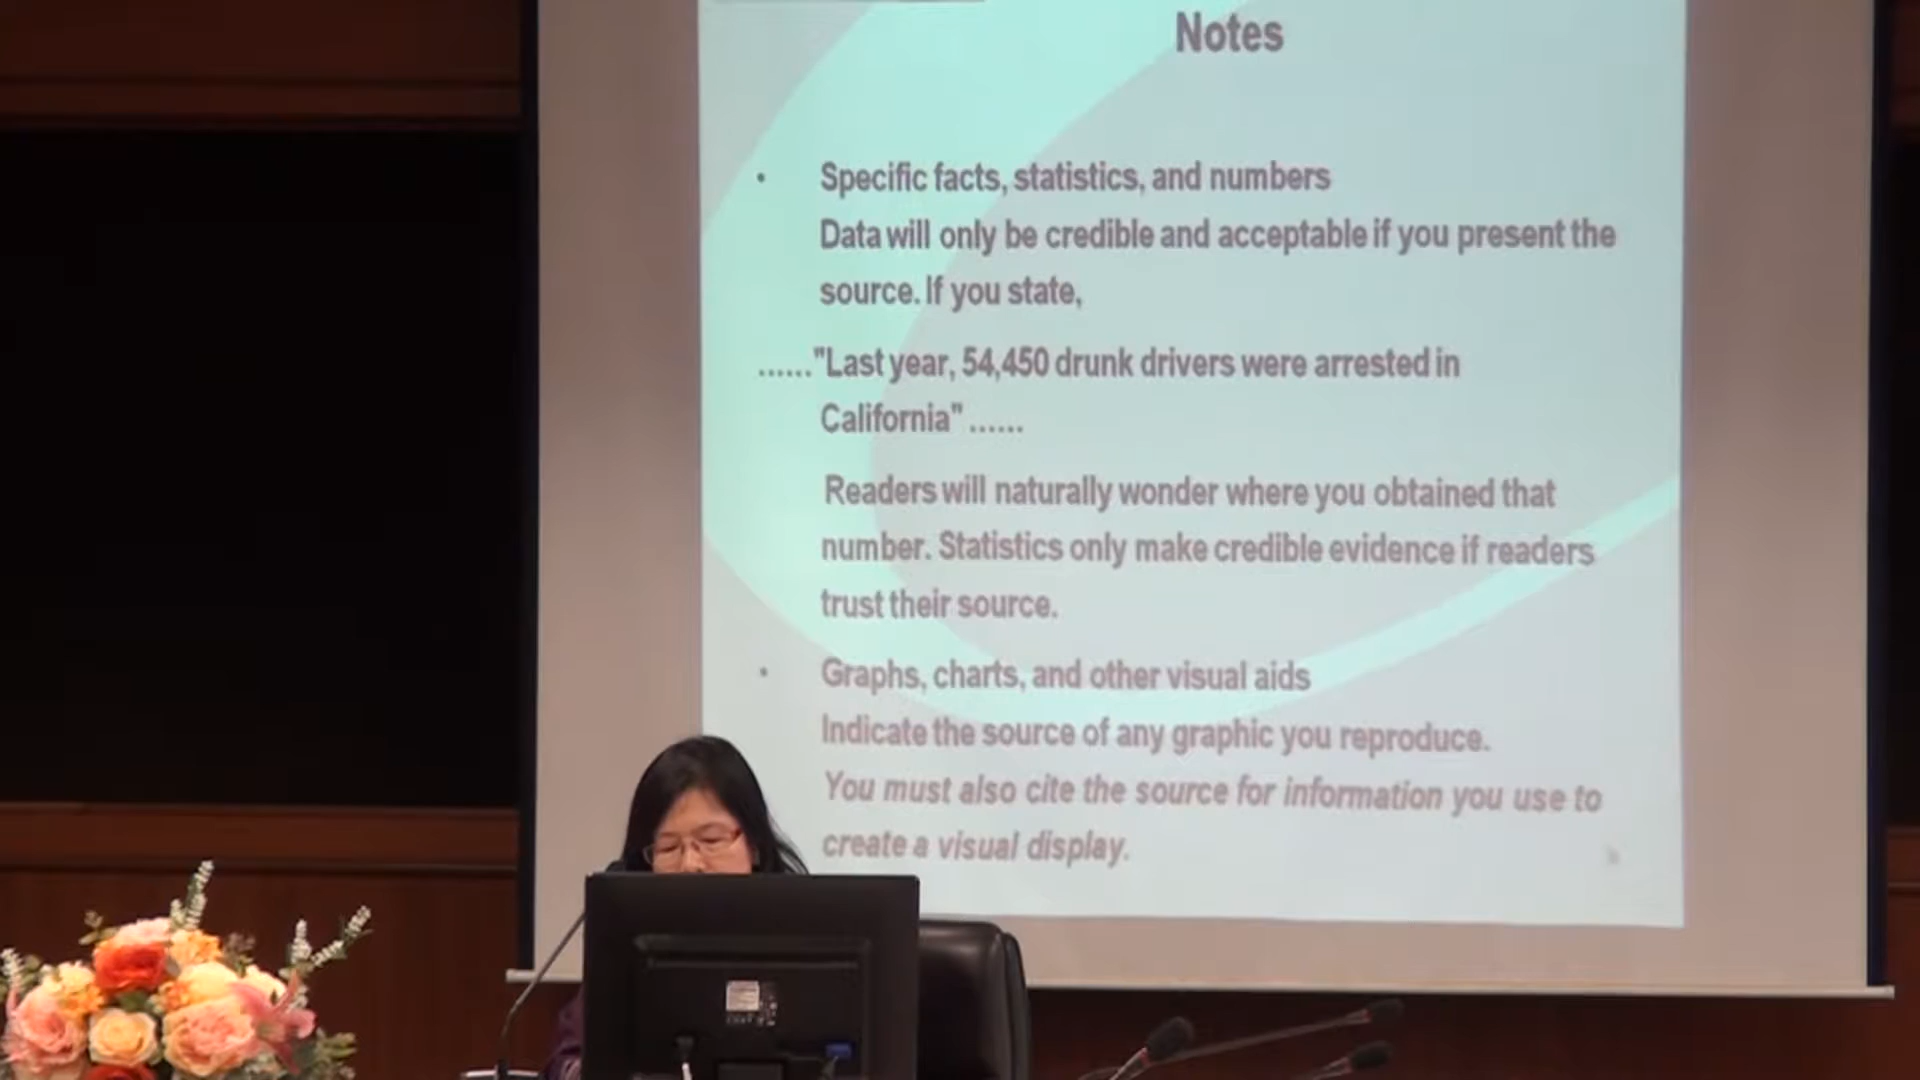 Notes
• Specific facts, statistics, and numbers
Data will only be credible and acceptable if you present the
source. If you state,
......"Last year, 54,450 drunk drivers were arrested in
California" ......
Readers will naturally wonder where you obtained that
number. Statistics only make credible evidence if readers
trust their source.
• Graphs, charts, and other visual aids
Indicate the source of any graphic you reproduce.
You must also cite the source for information you use to
create a visual display.